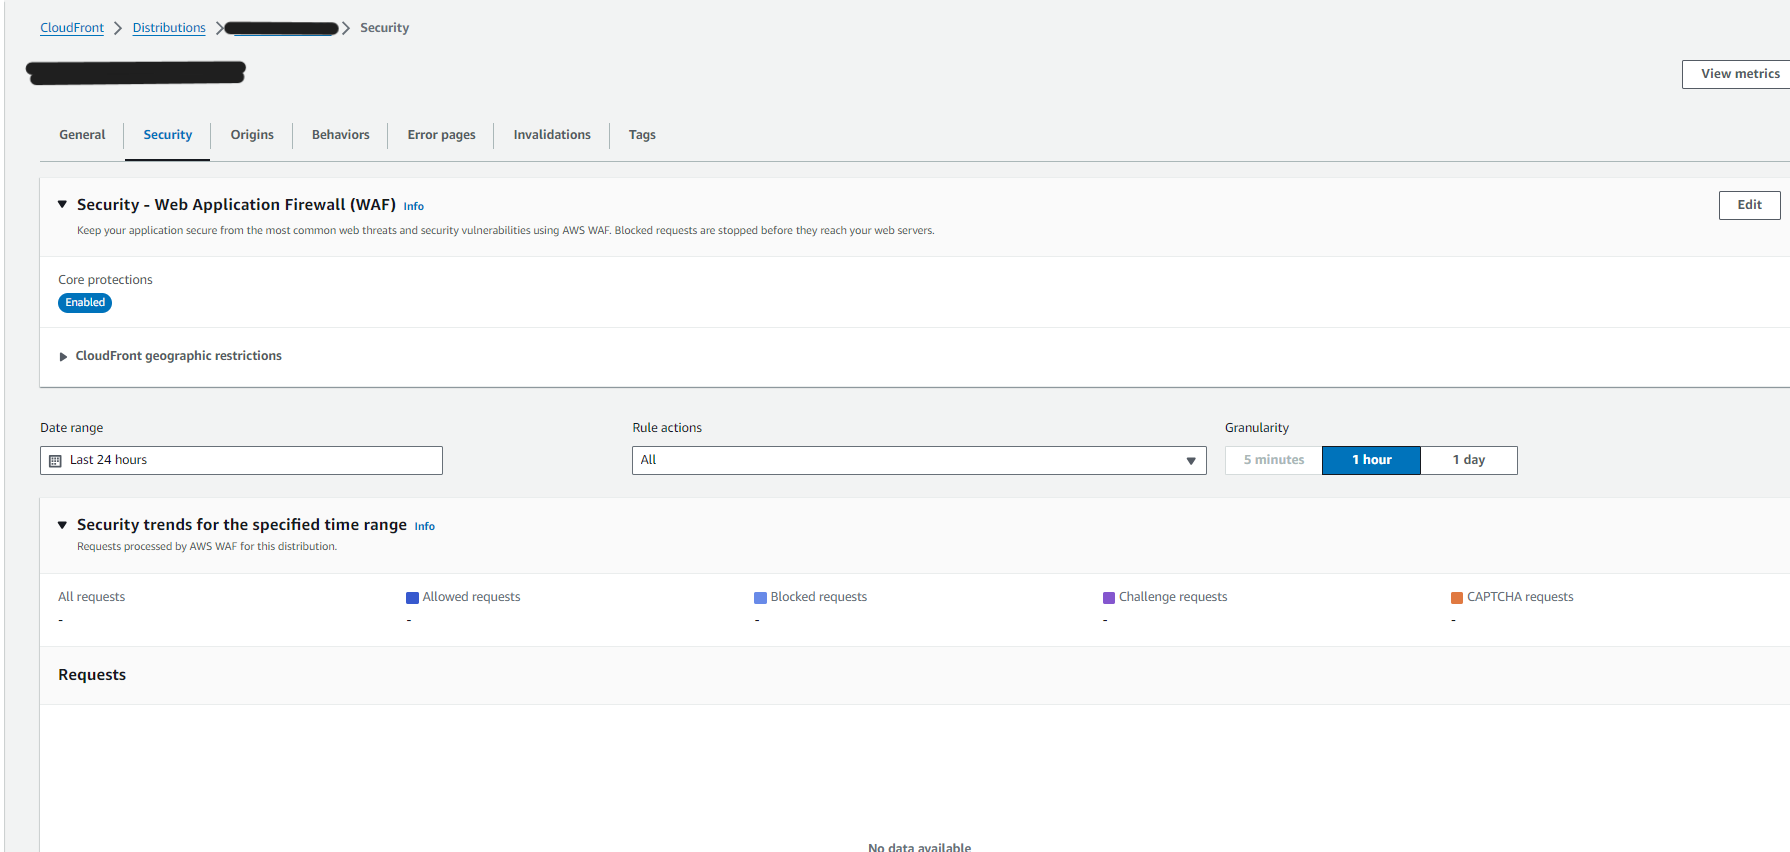 CloudFront > Distributions > > Security
View metrics
General Security Origins Behaviors Error pages Invalidations Tags
Security - Web Application Firewall (WAF) Info
Edit
Keep your application secure from the most common web threats and security vulnerabilities using AWS WAF. Blocked requests are stopped before they reach your web servers.
Core protections
Enabled
CloudFront geographic restrictions
Date range Rule actions Granularity
Last 24 hours All 5 minutes 1 hour 1 day
Security trends for the specified time range Info
Requests processed by AWS WAF for this distribution.
All requests Allowed requests Blocked requests Challenge requests CAPTCHA requests
- - - - -
Requests
No data available